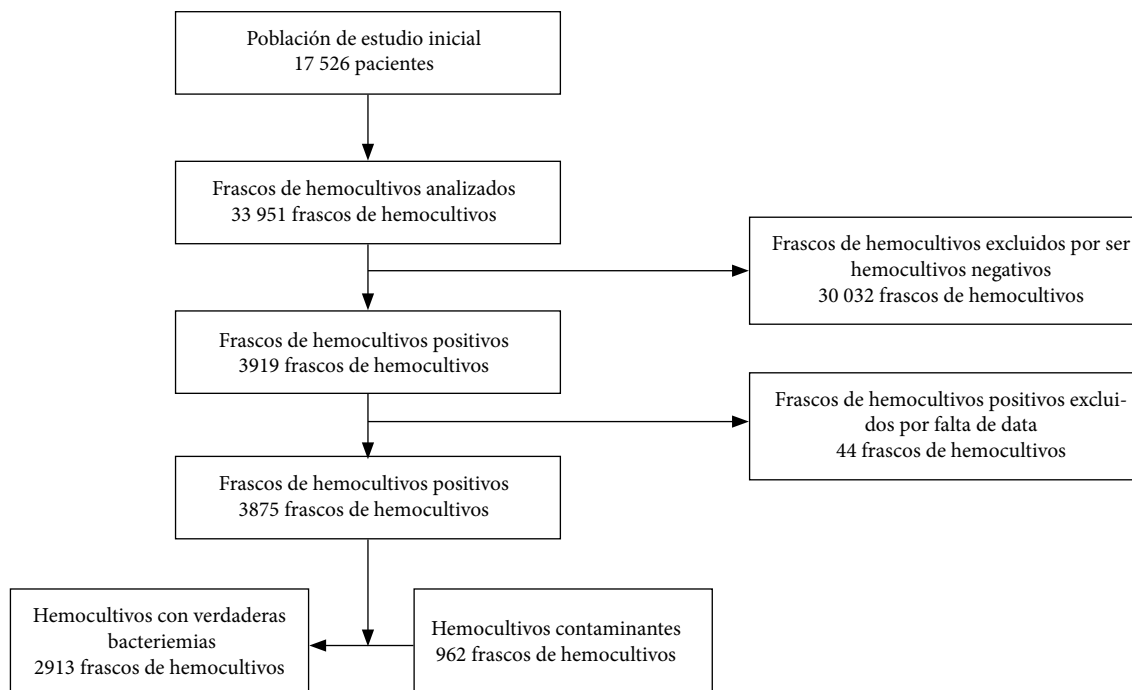 Población de estudio inicial
17 526 pacientes
Frascos de hemocultivos analizados
33 951 frascos de hemocultivos
Frascos de hemocultivos excluidos por ser
hemocultivos negativos
30 032 frascos de hemocultivos
Frascos de hemocultivos positivos
3919 frascos de hemocultivos
Frascos de hemocultivos positivos exclui-
dos por falta de data
44 frascos de hemocultivos
Frascos de hemocultivos positivos
3875 frascos de hemocultivos
Hemocultivos con verdaderas
bacteriemias
2913 frascos de hemocultivos
Hemocultivos contaminantes
962 frascos de hemocultivos